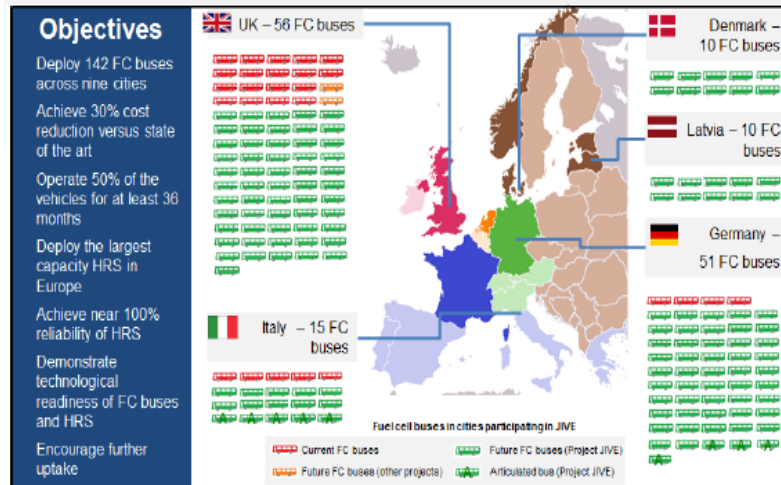 Objectives
Deploy 142 FC buses
across nine cities
Achieve 30% cost
reduction versus state
of the art
Operate 50% of the
vehicles for at least 36
months
Deploy the largest
capacity HRS in
Europe
Achieve near 100%
reliability of HRS
Demonstrate
technological
readiness of FC buses
and HRS
Encourage further
uptake
UK – 56 FC buses
Denmark –
10 FC buses
Latvia – 10 FC
buses
Germany –
51 FC buses
Italy – 15 FC
buses
Fuel cell buses in cities participating in JIVE
Current FC buses
Future FC buses (Project JIVE)
Future FC buses (other projects)
Articulated bus (Project JIVE)